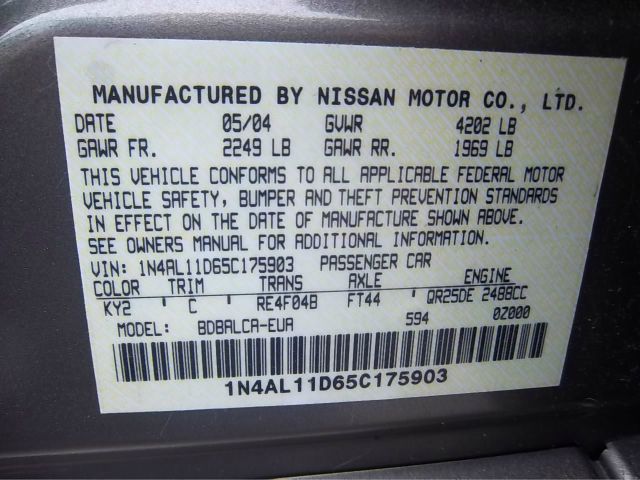 MANUFACTURED BY NISSAN MOTOR CO., LTD.
DATE 05/04 GVWR 4202 LB
GAWR FR. 2249 LB GAWR RR. 1969 LB
THIS VEHICLE CONFORMS TO ALL APPLICABLE FEDERAL MOTOR
VEHICLE SAFETY, BUMPER AND THEFT PREVENTION STANDARDS
IN EFFECT ON THE DATE OF MANUFACTURE SHOWN ABOVE.
SEE OWNERS MANUAL FOR ADDITIONAL INFORMATION.
VIN: 1N4AL11D65C175903 PASSENGER CAR
COLOR TRIM TRANS AXLE ENGINE
KY2 C RE4F04B FT44 QR25DE 2488CC
MODEL: BDBALCA-EUA 594 0Z000
1N4AL11D65C175903